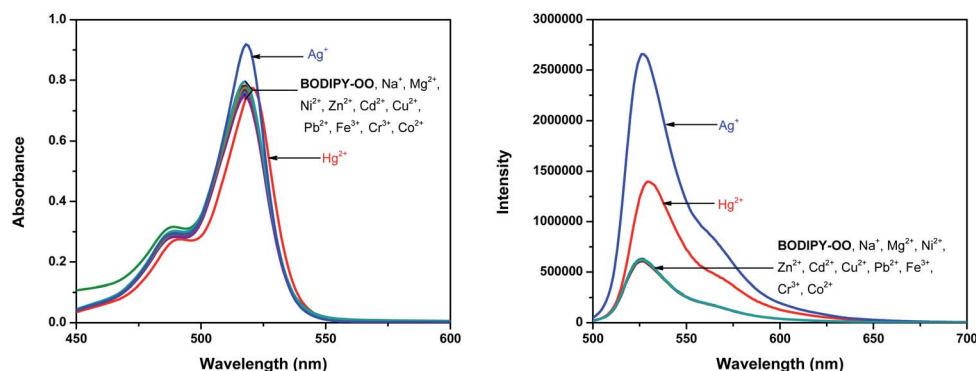 1.0
0.8
0.6
0.4
0.2
0.0
Absorbance
Ag⁺
BODIPY-OO, Na⁺, Mg²⁺,
Ni²⁺, Zn²⁺, Cd²⁺, Cu²⁺,
Pb²⁺, Fe³⁺, Cr³⁺, Co²⁺
Hg²⁺
450 500 550 600
Wavelength (nm)
3000000
2500000
2000000
1500000
1000000
500000
0
Intensity
Ag⁺
Hg²⁺
BODIPY-OO, Na⁺, Mg²⁺, Ni²⁺,
Zn²⁺, Cd²⁺, Cu²⁺, Pb²⁺, Fe³⁺,
Cr³⁺, Co²⁺
500 550 600 650 700
Wavelength (nm)